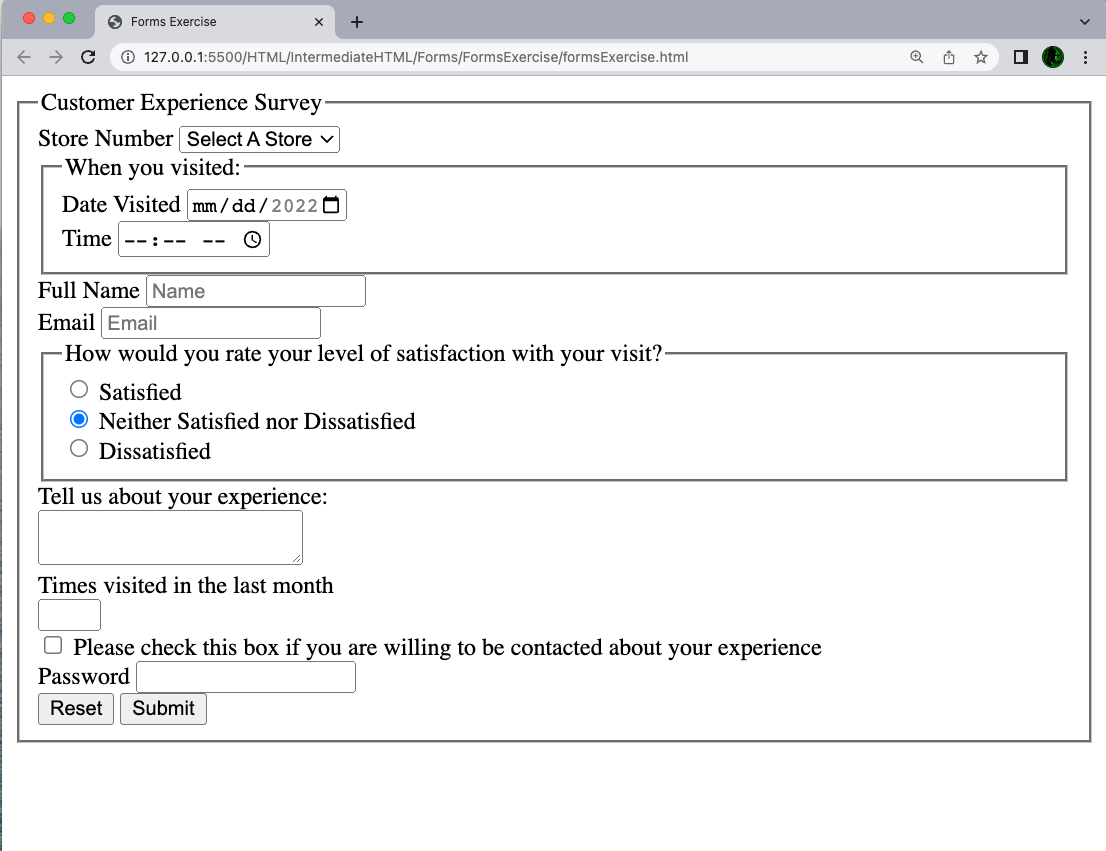 Forms Exercise
127.0.0.1:5500/HTML/IntermediateHTML/Forms/FormsExercise/formsExercise.html
Customer Experience Survey
Store Number Select A Store
When you visited:
Date Visited mm/dd/2022
Time --:-- --
Full Name Name
Email Email
How would you rate your level of satisfaction with your visit?
Satisfied
Neither Satisfied nor Dissatisfied
Dissatisfied
Tell us about your experience:
Times visited in the last month
Please check this box if you are willing to be contacted about your experience
Password
Reset Submit